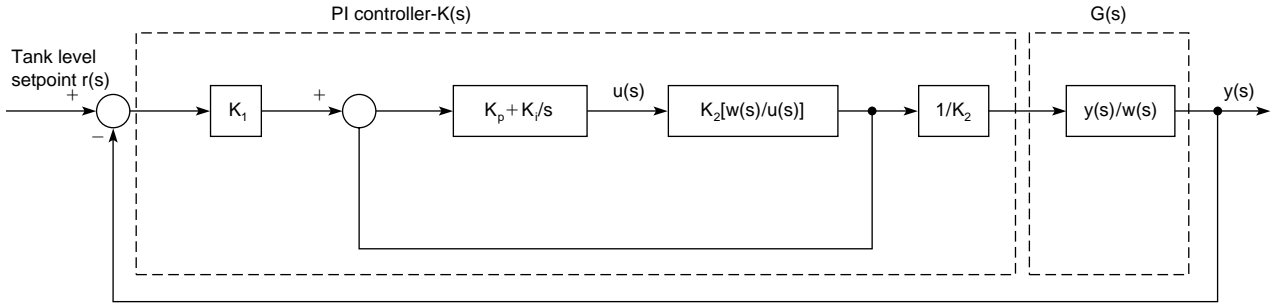 PI controller-K(s)
G(s)
Tank level
setpoint r(s)
+
−
K₁
+
Kₚ + Kᵢ/s
u(s)
K₂[w(s)/u(s)]
1/K₂
y(s)/w(s)
y(s)